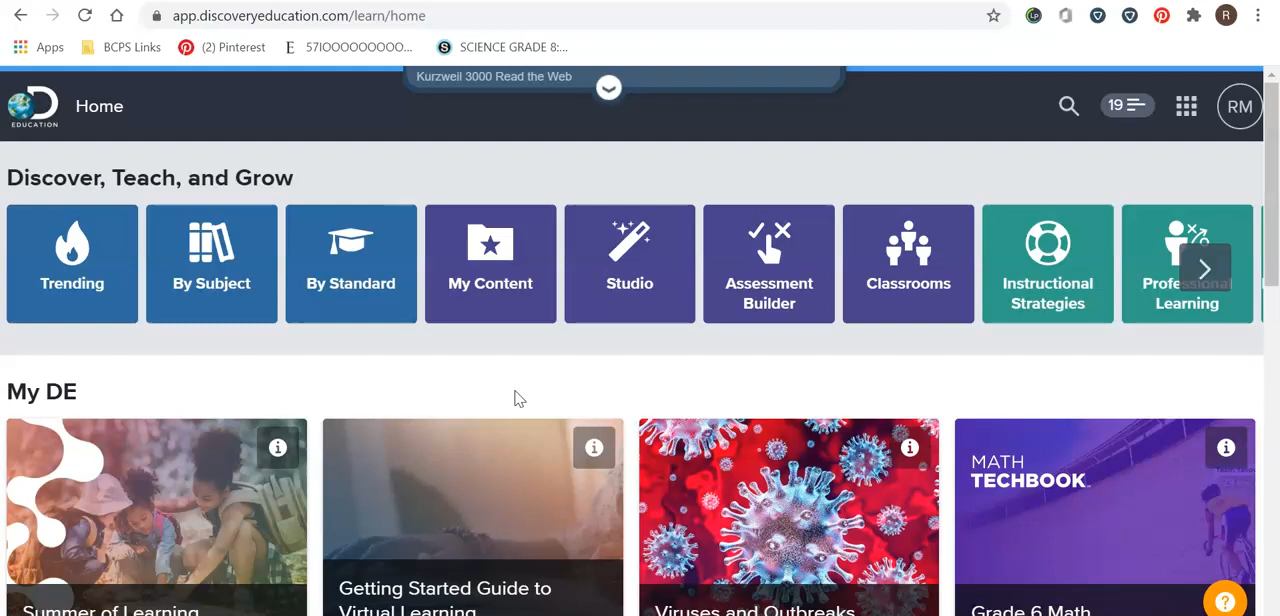 app.discoveryeducation.com/learn/home
LP
R
Apps
BCPS Links
(2) Pinterest
E 57IOOOOOOOOO...
S SCIENCE GRADE 8:...
Kurzweil 3000 Read the Web
EDUCATION
Home
19
RM
Discover, Teach, and Grow
Trending
By Subject
By Standard
My Content
Studio
Assessment
Builder
Classrooms
Instructional
Strategies
Professional
Learning
My DE
MATH
TECHBOOK
Summer of Learning
Getting Started Guide to
Virtual Learning
Viruses and Outbreaks
Grade 6 Math